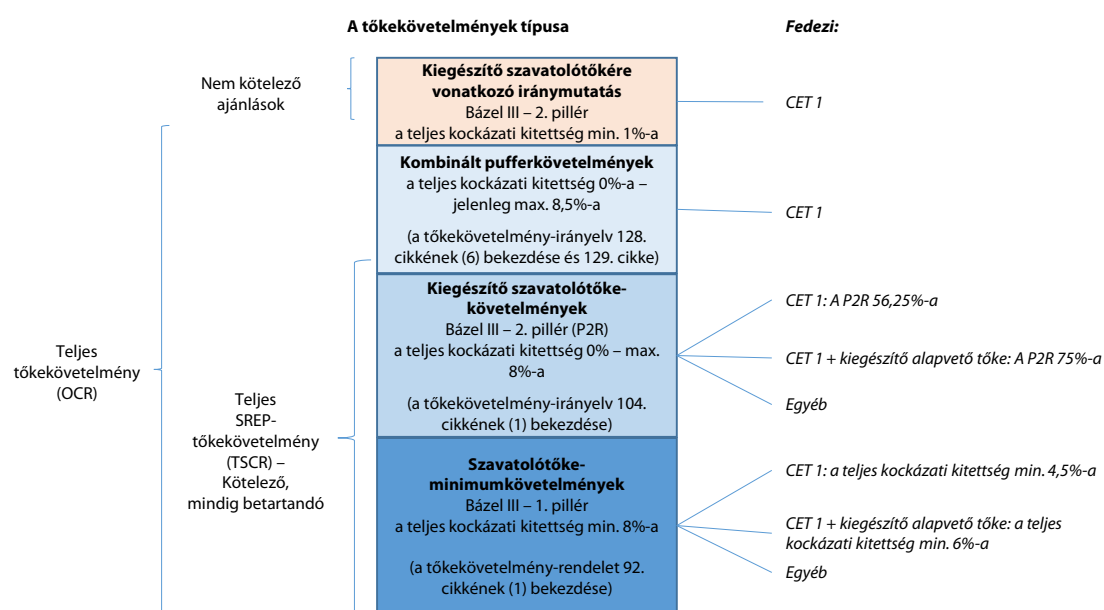 A tőkekövetelmények típusa
Fedezi:
Nem kötelező
ajánlások
Kiegészítő szavatolótőkére
vonatkozó iránymutatás
Bázel III – 2. pillér
a teljes kockázati kitettség min. 1%-a
CET 1
Kombinált pufferkövetelmények
a teljes kockázati kitettség 0%-a –
jelenleg max. 8,5%-a
(a tőkekövetelmény-irányelv 128.
cikkének (6) bekezdése és 129. cikke)
CET 1
Teljes
tőkekövetelmény
(OCR)
Teljes
SREP-
tőkekövetelmény
(TSCR) –
Kötelező,
mindig betartandó
Kiegészítő szavatolótőke-
követelmények
Bázel III – 2. pillér (P2R)
a teljes kockázati kitettség 0% – max.
8%-a
(a tőkekövetelmény-irányelv 104.
cikkének (1) bekezdése)
CET 1: A P2R 56,25%-a
CET 1 + kiegészítő alapvető tőke: A P2R 75%-a
Egyéb
Szavatolótőke-
minimumkövetelmények
Bázel III – 1. pillér
a teljes kockázati kitettség min. 8%-a
(a tőkekövetelmény-rendelet 92.
cikkének (1) bekezdése)
CET 1: a teljes kockázati kitettség min. 4,5%-a
CET 1 + kiegészítő alapvető tőke: a teljes
kockázati kitettség min. 6%-a
Egyéb